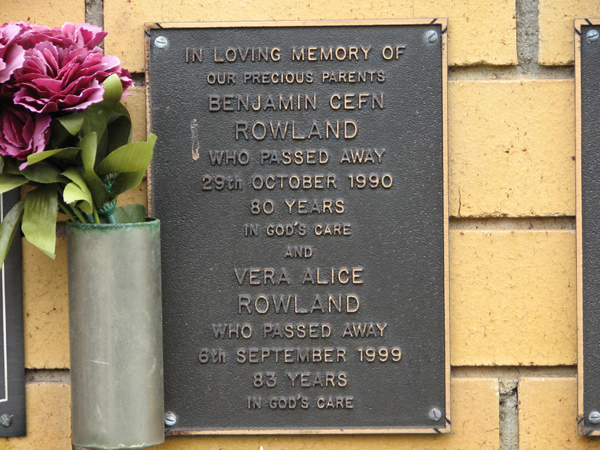 IN LOVING MEMORY OF
OUR PRECIOUS PARENTS
BENJAMIN CEFN
ROWLAND
WHO PASSED AWAY
29th OCTOBER 1990
80 YEARS
IN GOD'S CARE
AND
VERA ALICE
ROWLAND
WHO PASSED AWAY
6th SEPTEMBER 1999
83 YEARS
IN GOD'S CARE